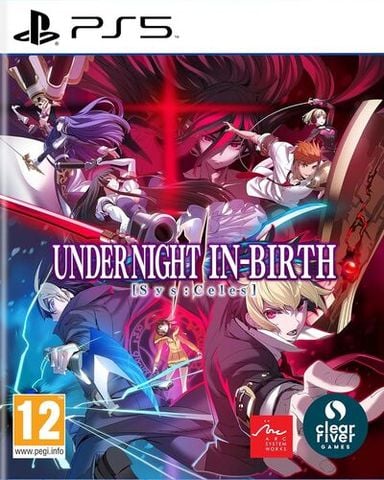 PS5
UNDER NIGHT IN-BIRTH
[Sys:Celes]
12
www.pegi.info
ARC
SYSTEM
WORKS
clear
river
GAMES